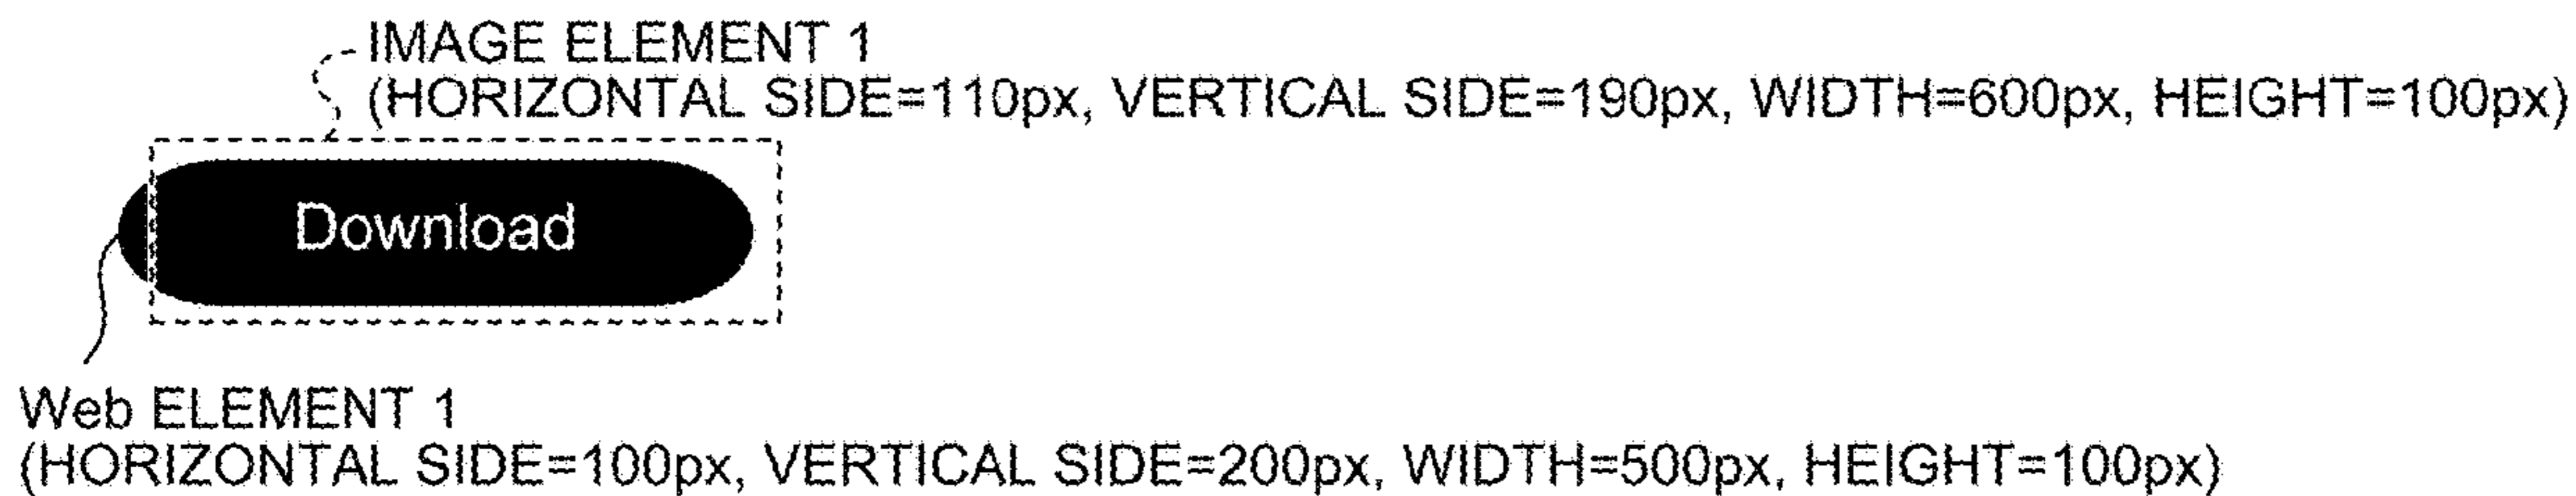 IMAGE ELEMENT 1
(HORIZONTAL SIDE=110px, VERTICAL SIDE=190px, WIDTH=600px, HEIGHT=100px)
Download
Web ELEMENT 1
(HORIZONTAL SIDE=100px, VERTICAL SIDE=200px, WIDTH=500px, HEIGHT=100px)